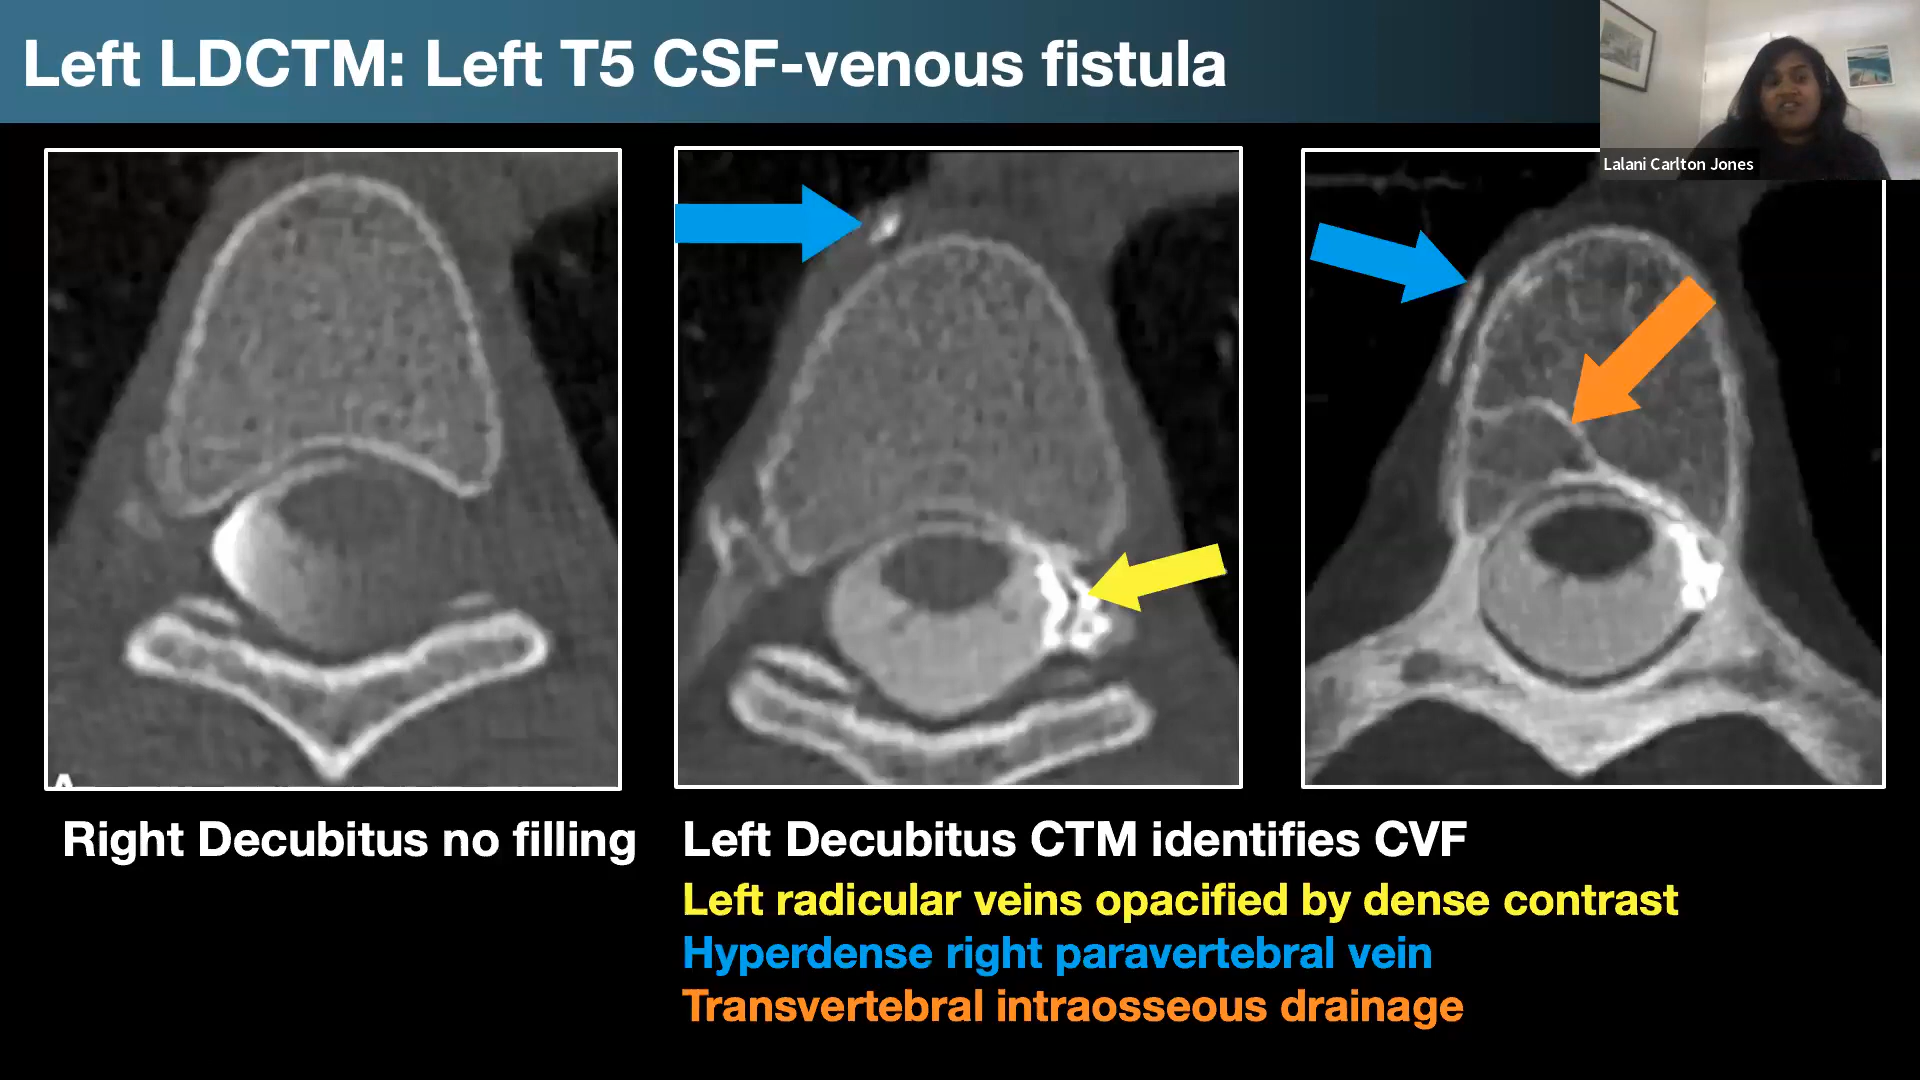 Left LDCTM: Left T5 CSF-venous fistula
Lalani Carlton Jones
Right Decubitus no filling
Left Decubitus CTM identifies CVF
Left radicular veins opacified by dense contrast
Hyperdense right paravertebral vein
Transvertebral intraosseous drainage